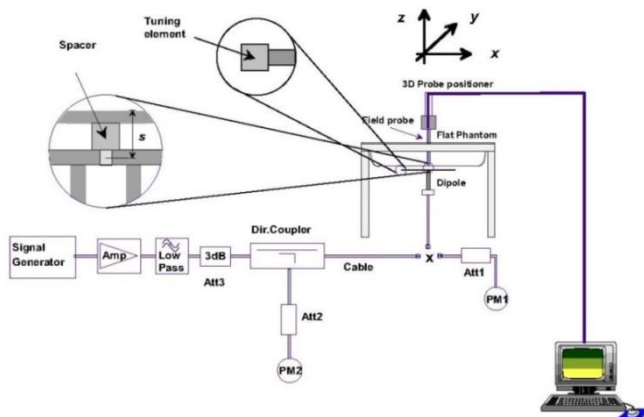 z
y
x
Tuning
element
Spacer
s
3D Probe positioner
Field probe
Flat Phantom
Dipole
Signal
Generator
Amp
Low
Pass
3dB
Att3
Dir.Coupler
Cable
x
Att1
PM1
Att2
PM2